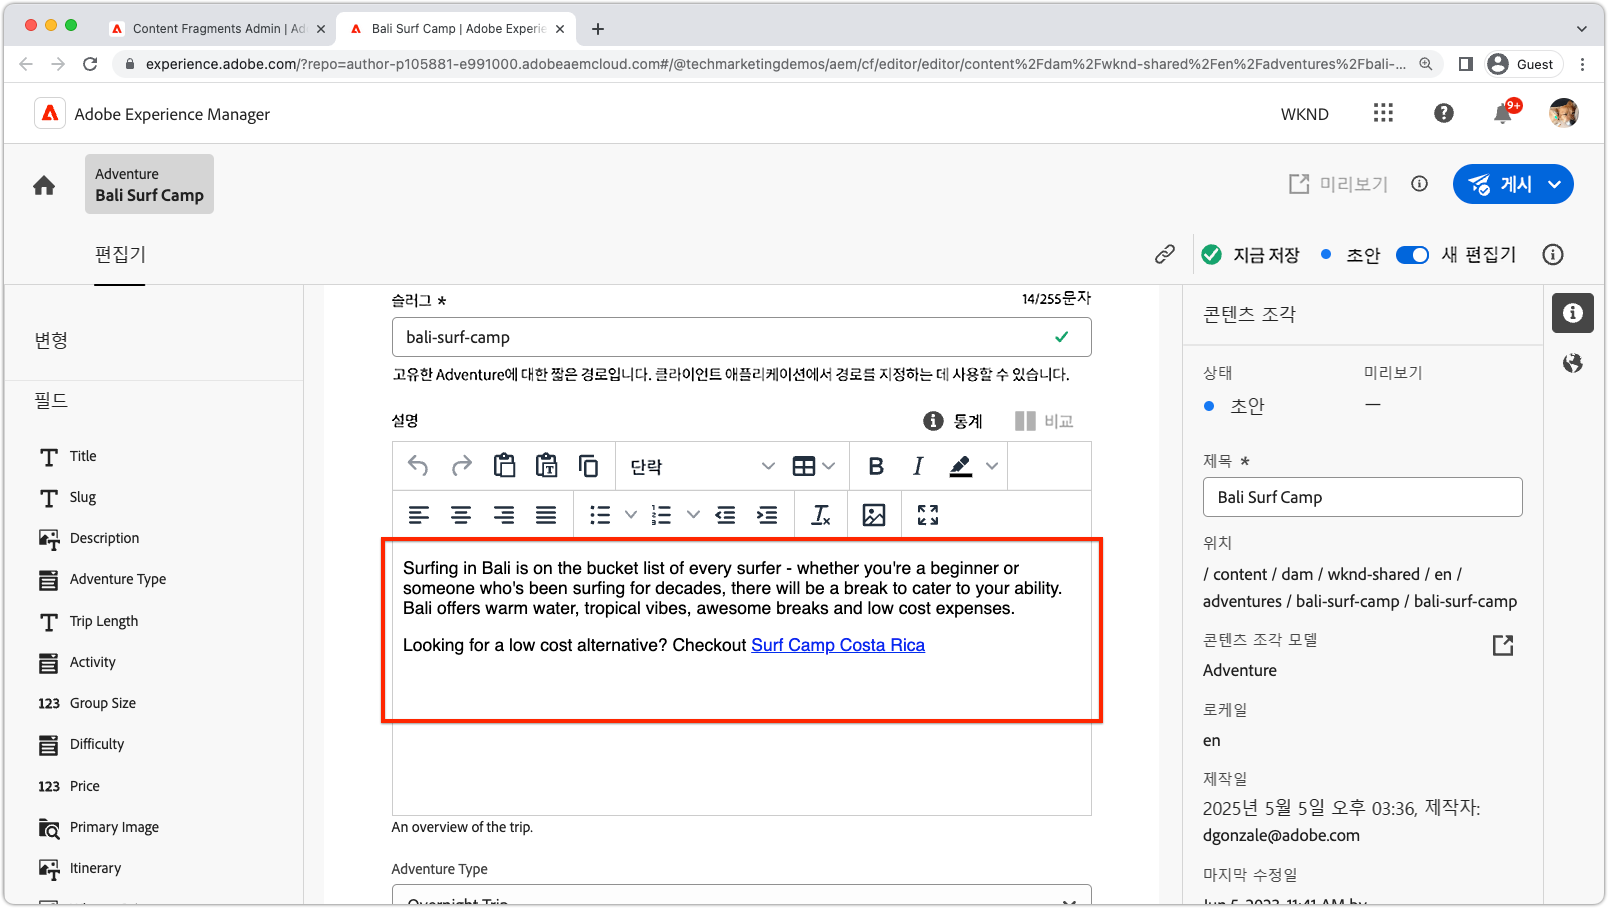 Content Fragments Admin | Ad
Bali Surf Camp | Adobe Experie
experience.adobe.com/?repo=author-p105881-e991000.adobeaemcloud.com#/@techmarketingdemos/aem/cf/editor/editor/content%2Fdam%2Fwknd-shared%2Fen%2Fadventures%2Fbali-...
Guest
Adobe Experience Manager
WKND
9+
Adventure
Bali Surf Camp
미리보기
게시
편집기
지금 저장
초안
새 편집기
변형
필드
Title
Slug
Description
Adventure Type
Trip Length
Activity
123 Group Size
Difficulty
123 Price
Primary Image
Itinerary
슬러그 *
14/255문자
bali-surf-camp
고유한 Adventure에 대한 짧은 경로입니다. 클라이언트 애플리케이션에서 경로를 지정하는 데 사용할 수 있습니다.
설명
통계
비교
단락
B I
Surfing in Bali is on the bucket list of every surfer - whether you're a beginner or
someone who's been surfing for decades, there will be a break to cater to your ability.
Bali offers warm water, tropical vibes, awesome breaks and low cost expenses.
Looking for a low cost alternative? Checkout Surf Camp Costa Rica
An overview of the trip.
Adventure Type
Overnight Trip
콘텐츠 조각
상태
미리보기
초안
—
제목 *
Bali Surf Camp
위치
/ content / dam / wknd-shared / en /
adventures / bali-surf-camp / bali-surf-camp
콘텐츠 조각 모델
Adventure
로케일
en
제작일
2025년 5월 5일 오후 03:36, 제작자:
dgonzale@adobe.com
마지막 수정일
Jun 5, 2023, 11:41 AM by